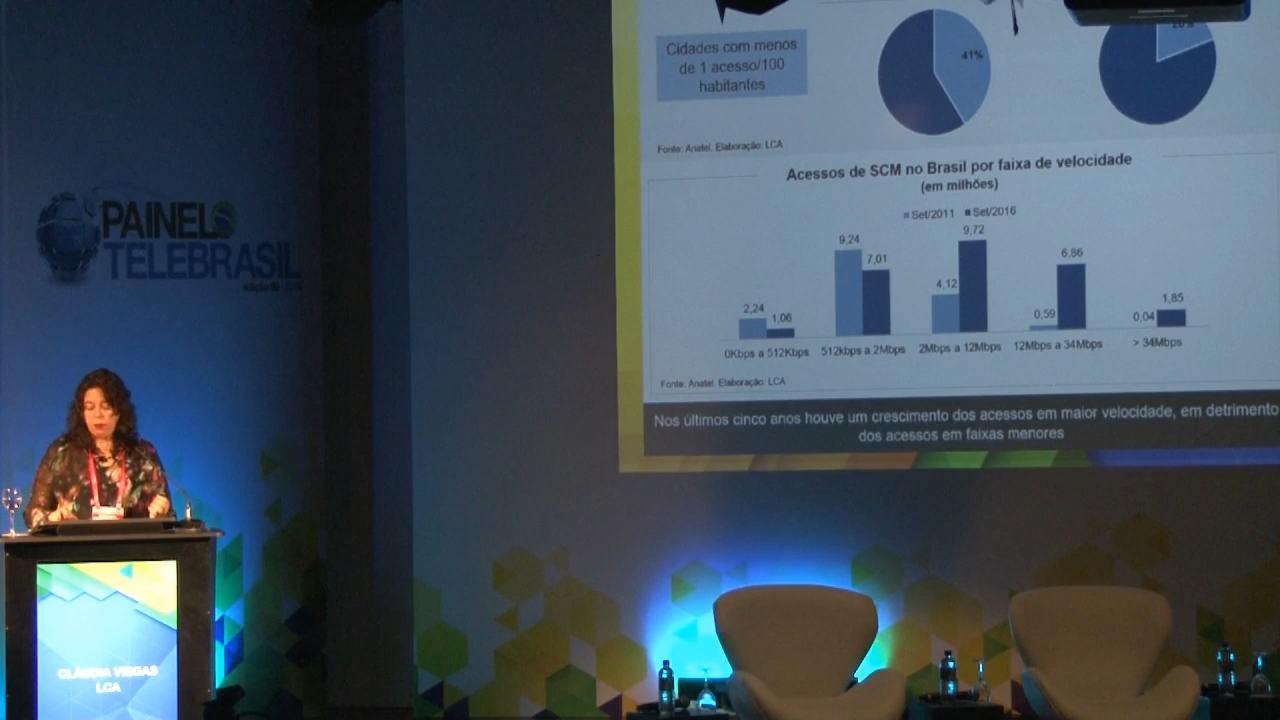 PAINEL
TELEBRASIL
CLÁUDIA VIEGAS
LCA
Cidades com menos
de 1 acesso/100
habitantes
41%
20%
Fonte: Anatel. Elaboração: LCA
Acessos de SCM no Brasil por faixa de velocidade
(em milhões)
Set/2011 Set/2016
2,24 1,06 9,24 7,01 4,12 9,72 0,59 6,86 0,04 1,85
0Kbps a 512Kbps 512kbps a 2Mbps 2Mbps a 12Mbps 12Mbps a 34Mbps > 34Mbps
Fonte: Anatel. Elaboração: LCA
Nos últimos cinco anos houve um crescimento dos acessos em maior velocidade, em detrimento
dos acessos em faixas menores